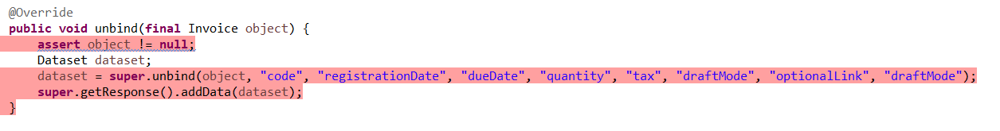 @Override
public void unbind(final Invoice object) {
    assert object != null;
    Dataset dataset;
    dataset = super.unbind(object, "code", "registrationDate", "dueDate", "quantity", "tax", "draftMode", "optionalLink", "draftMode");
    super.getResponse().addData(dataset);
}